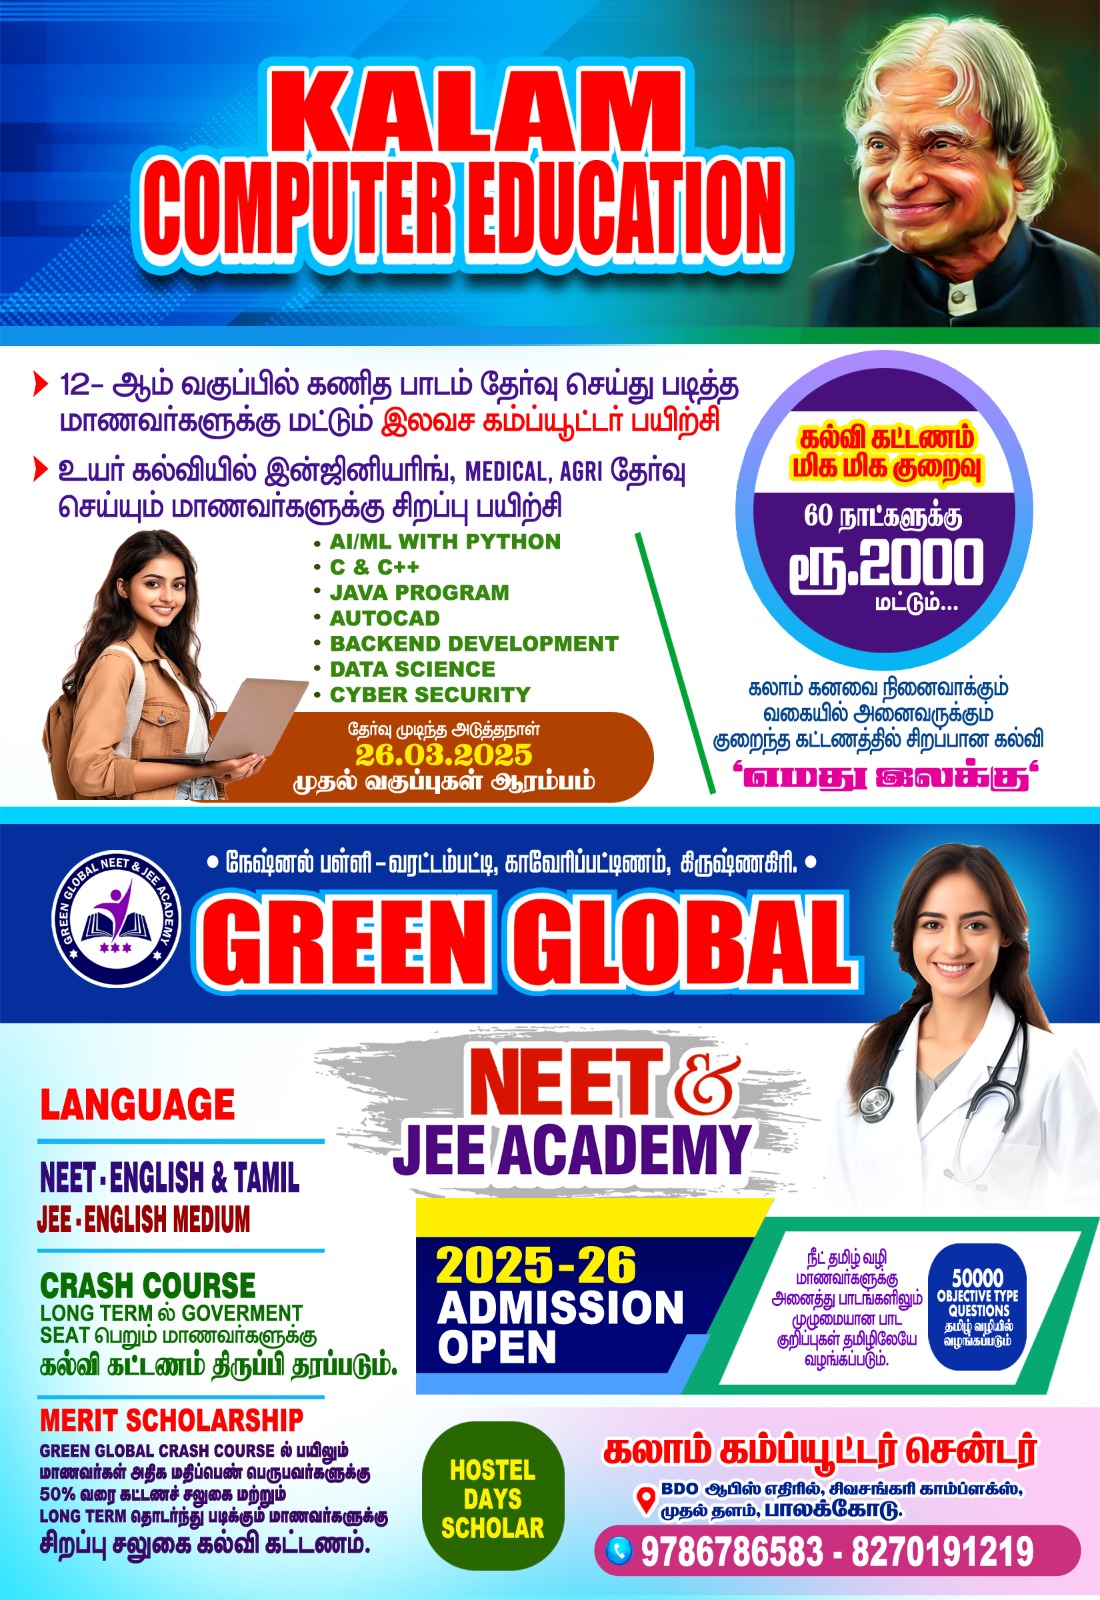 KALAM
COMPUTER EDUCATION
12- ஆம் வகுப்பில் கணித பாடம் தேர்வு செய்து படித்த
மாணவர்களுக்கு மட்டும் இலவச கம்ப்யூட்டர் பயிற்சி
உயர் கல்வியில் இன்ஜினியரிங், MEDICAL, AGRI தேர்வு
செய்யும் மாணவர்களுக்கு சிறப்பு பயிற்சி
• AI/ML WITH PYTHON
• C & C++
• JAVA PROGRAM
• AUTOCAD
• BACKEND DEVELOPMENT
• DATA SCIENCE
• CYBER SECURITY
தேர்வு முடிந்த அடுத்தநாள்
26.03.2025
முதல் வகுப்புகள் ஆரம்பம்
கல்வி கட்டணம்
மிக மிக குறைவு
60 நாட்களுக்கு
ரூ.2000
மட்டும்...
கலாம் கனவை நினைவாக்கும்
வகையில் அனைவருக்கும்
குறைந்த கட்டணத்தில் சிறப்பான கல்வி
‘எமது இலக்கு‘
GREEN GLOBAL NEET & JEE ACADEMY
• நேஷ்னல் பள்ளி - வரட்டம்பட்டி, காவேரிப்பட்டிணம், கிருஷ்ணகிரி. •
GREEN GLOBAL
NEET &
JEE ACADEMY
LANGUAGE
NEET - ENGLISH & TAMIL
JEE - ENGLISH MEDIUM
CRASH COURSE
LONG TERM ல் GOVERMENT
SEAT பெறும் மாணவர்களுக்கு
கல்வி கட்டணம் திருப்பி தரப்படும்.
MERIT SCHOLARSHIP
GREEN GLOBAL CRASH COURSE ல் பயிலும்
மாணவர்கள் அதிக மதிப்பெண் பெருபவர்களுக்கு
50% வரை கட்டணச் சலுகை மற்றும்
LONG TERM தொடர்ந்து படிக்கும் மாணவர்களுக்கு
சிறப்பு சலுகை கல்வி கட்டணம்.
2025-26
ADMISSION
OPEN
நீட் தமிழ் வழி
மாணவர்களுக்கு
அனைத்து பாடங்களிலும்
முழுமையான பாட
குறிப்புகள் தமிழிலேயே
வழங்கப்படும்.
50000
OBJECTIVE TYPE
QUESTIONS
தமிழ் வழியில்
வழங்கப்படும்
HOSTEL
DAYS
SCHOLAR
கலாம் கம்ப்யூட்டர் சென்டர்
BDO ஆபிஸ் எதிரில், சிவசங்கரி காம்ப்ளக்ஸ்,
முதல் தளம், பாலக்கோடு.
9786786583 - 8270191219